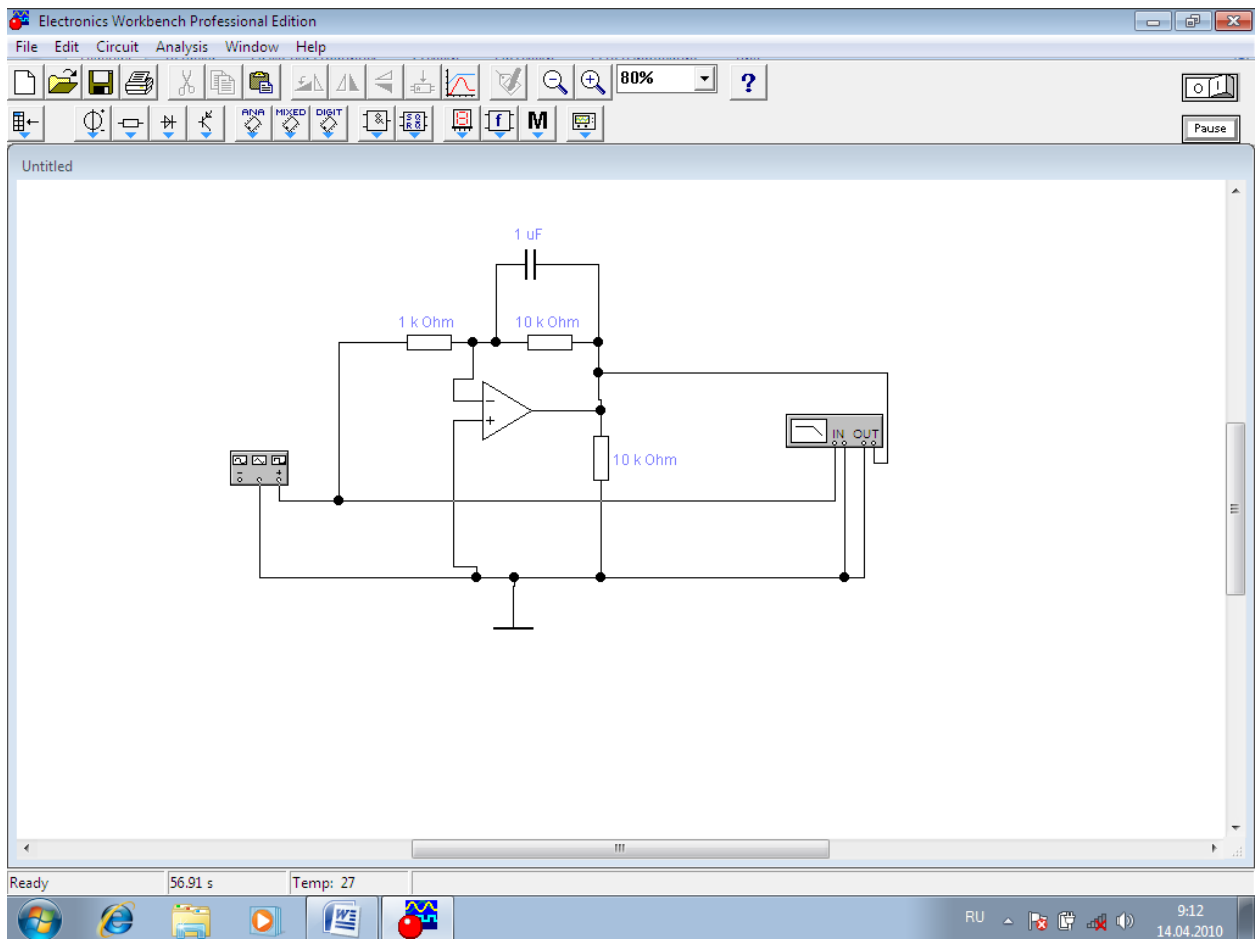 Electronics Workbench Professional Edition
File Edit Circuit Analysis Window Help
80%
?
ANA MIXED DIGIT
M
Pause
Untitled
1 uF
1 k Ohm 10 k Ohm
IN OUT
10 k Ohm
Ready 56.91 s Temp: 27
RU 9:12
14.04.2010